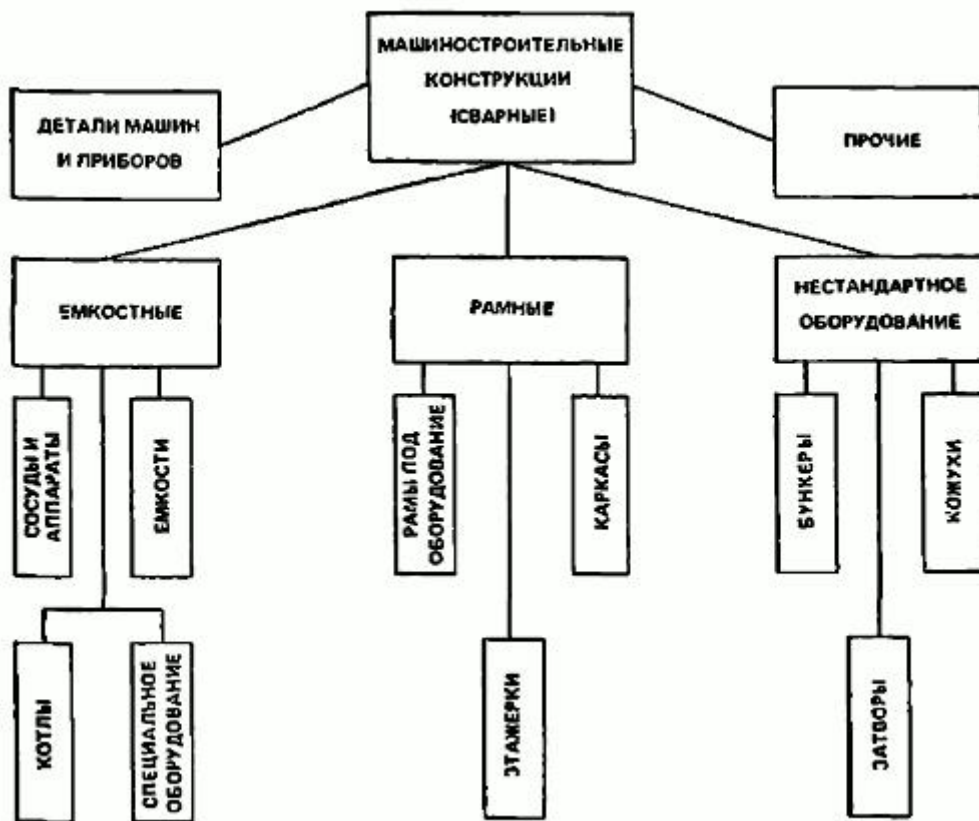 МАШИНОСТРОИТЕЛЬНЫЕ
КОНСТРУКЦИИ
(СВАРНЫЕ)
ДЕТАЛИ МАШИН
И ПРИБОРОВ
ПРОЧИЕ
ЕМКОСТНЫЕ
РАМНЫЕ
НЕСТАНДАРТНОЕ
ОБОРУДОВАНИЕ
СОСУДЫ И
АППАРАТЫ
ЕМКОСТИ
РАМЫ ПОД
ОБОРУДОВАНИЕ
КАРКАСЫ
БУНКЕРЫ
КОЖУХИ
КОТЛЫ
СПЕЦИАЛЬНОЕ
ОБОРУДОВАНИЕ
ЭТАЖЕРКИ
ЗАТВОРЫ